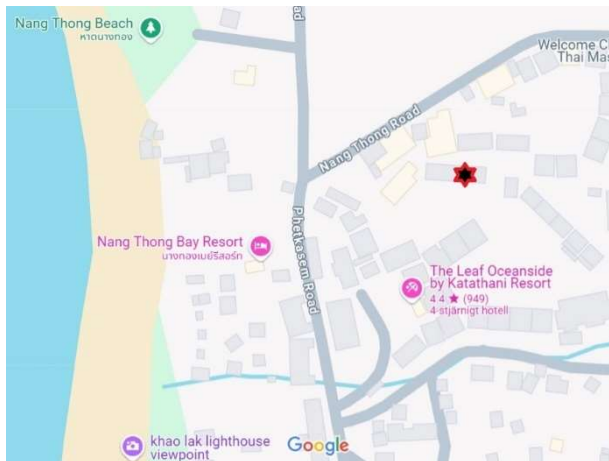 Nang Thong Beach
หาดนางทอง
ad
Welcome C
Thai Mas
Nang Thong Road
Phetkasem Road
Nang Thong Bay Resort
นางทองเบย์รีสอร์ท
The Leaf Oceanside
by Katathani Resort
4.4 ★ (949)
4-stjärnigt hotell
khao lak lighthouse
viewpoint
Google